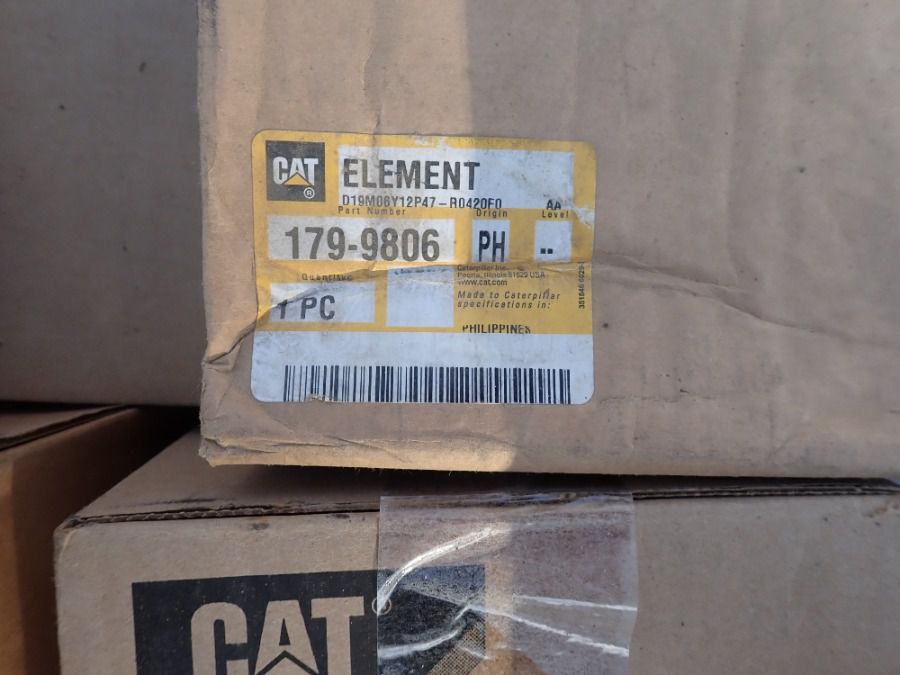 CAT
ELEMENT
®
D19M06Y12P47-R0420F0
AA
Part Number
Origin
Level
179-9806
PH
--
Quantity
Caterpillar Inc.
Peoria, Illinois 61629 USA
www.cat.com
1 PC
Made to Caterpillar
specifications in:
PHILIPPINES
CAT®